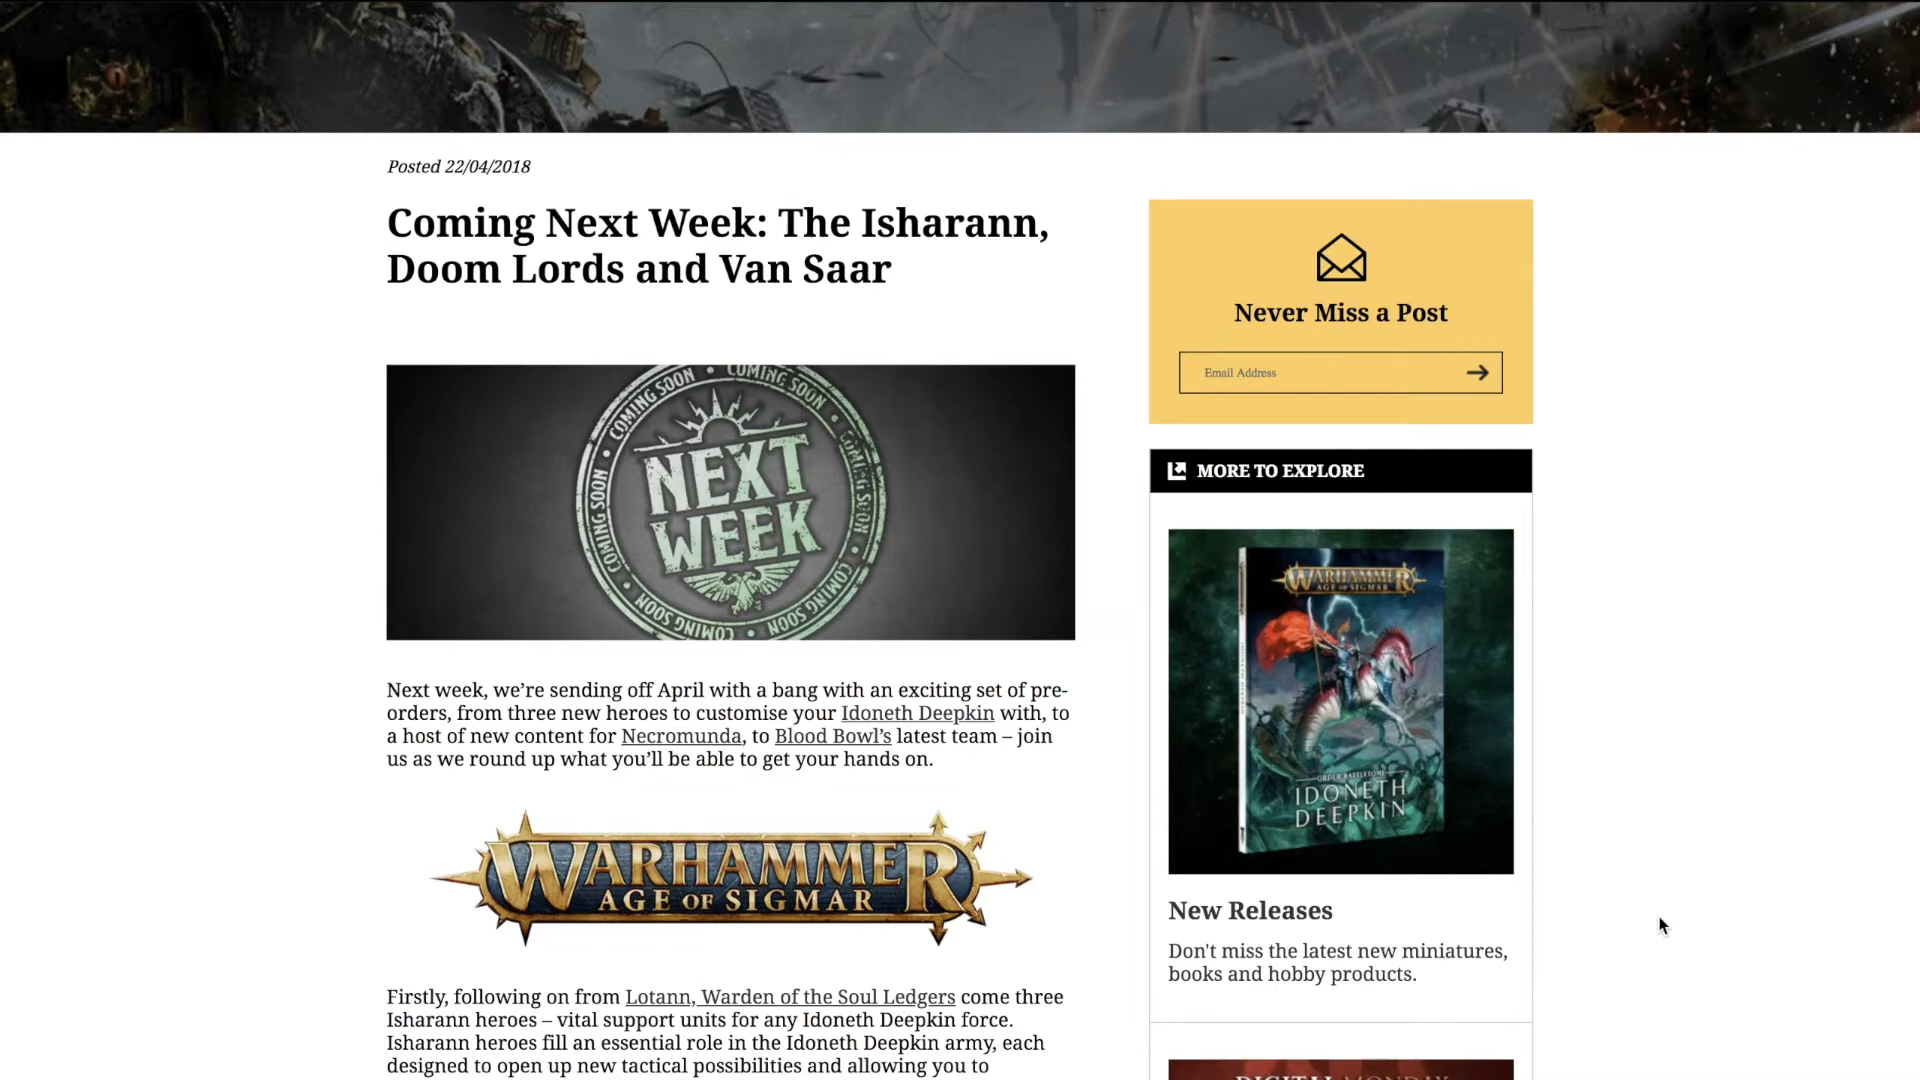 Posted 22/04/2018
Coming Next Week: The Isharann,
Doom Lords and Van Saar
COMING SOON • COMING SOON • COMING SOON • COMING SOON • COMING SOON • COMING SOON
NEXT
WEEK
Next week, we’re sending off April with a bang with an exciting set of pre-
orders, from three new heroes to customise your Idoneth Deepkin with, to
a host of new content for Necromunda, to Blood Bowl’s latest team – join
us as we round up what you’ll be able to get your hands on.
WARHAMMER
AGE OF SIGMAR
Firstly, following on from Lotann, Warden of the Soul Ledgers come three
Isharann heroes – vital support units for any Idoneth Deepkin force.
Isharann heroes fill an essential role in the Idoneth Deepkin army, each
designed to open up new tactical possibilities and allowing you to
Never Miss a Post
Email Address
MORE TO EXPLORE
WARHAMMER
AGE OF SIGMAR
ORDER BATTLETOME
IDONETH
DEEPKIN
New Releases
Don't miss the latest new miniatures,
books and hobby products.
DIGITAL MONDAY